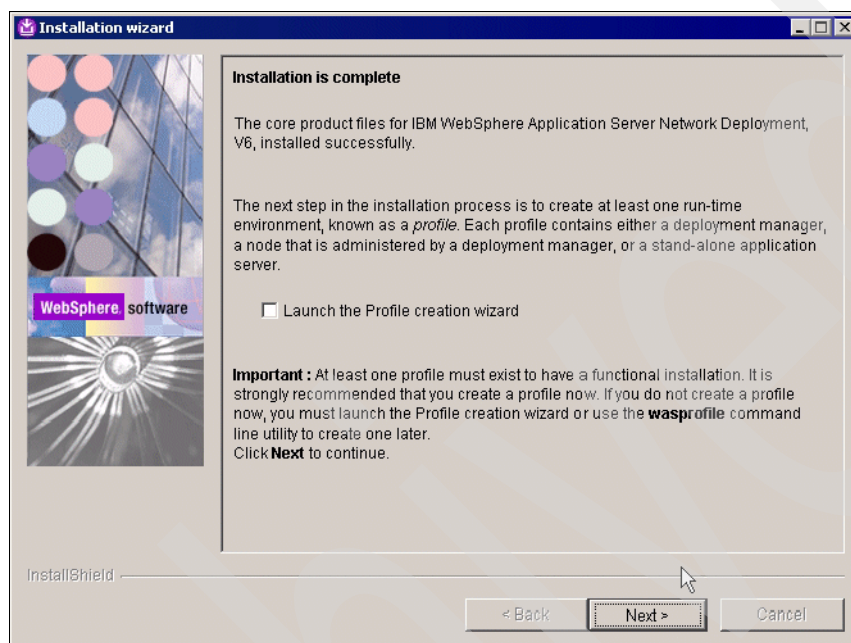 Installation wizard
Installation is complete
The core product files for IBM WebSphere Application Server Network Deployment,
V6, installed successfully.
The next step in the installation process is to create at least one run-time
environment, known as a profile. Each profile contains either a deployment manager,
a node that is administered by a deployment manager, or a stand-alone application
server.
WebSphere. software
Launch the Profile creation wizard
Important : At least one profile must exist to have a functional installation. It is
strongly recommended that you create a profile now. If you do not create a profile
now, you must launch the Profile creation wizard or use the wasprofile command
line utility to create one later.
Click Next to continue.
InstallShield
< Back
Next >
Cancel